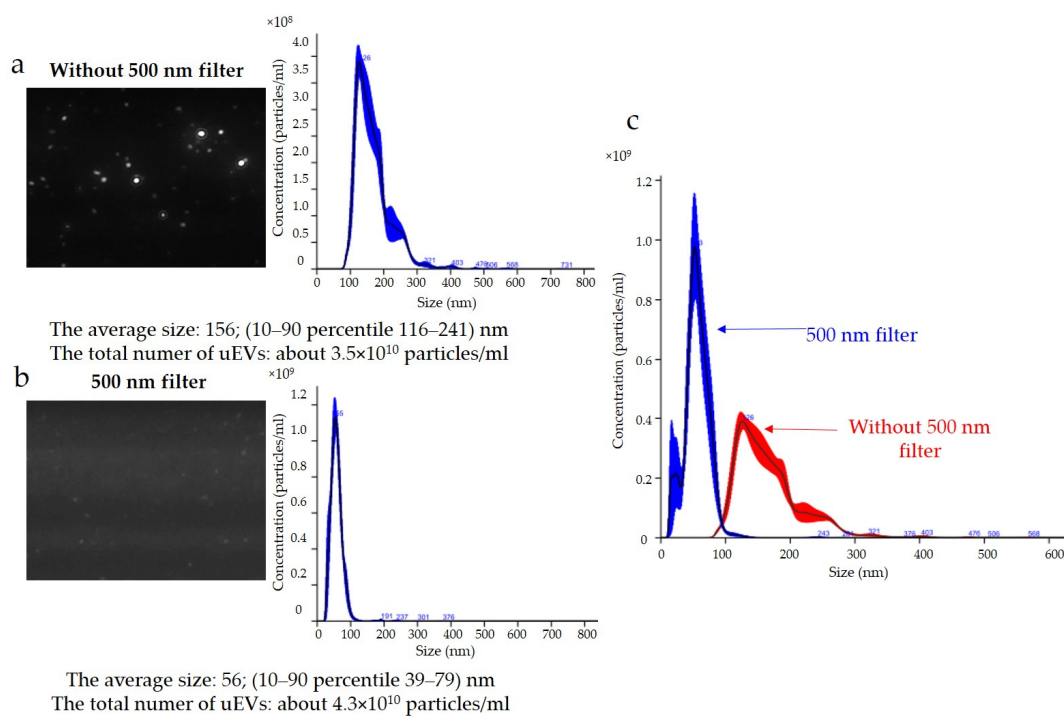 a
Without 500 nm filter
×10⁸
Concentration (particles/ml)
4.0
3.5
3.0
2.5
2.0
1.5
1.0
0.5
0
26
321
403
476
506
568
731
0 100 200 300 400 500 600 700 800
Size (nm)
The average size: 156; (10–90 percentile 116–241) nm
The total numer of uEVs: about 3.5×10¹⁰ particles/ml
b
500 nm filter
×10⁹
Concentration (particles/ml)
1.2
1.0
0.8
0.6
0.4
0.2
0
191
237
301
376
0 100 200 300 400 500 600 700 800
Size (nm)
The average size: 56; (10–90 percentile 39–79) nm
The total numer of uEVs: about 4.3×10¹⁰ particles/ml
c
×10⁹
Concentration (particles/ml)
1.2
1.0
0.8
0.6
0.4
0.2
0
500 nm filter
Without 500 nm
filter
26
243
321
376
403
476
506
568
0 100 200 300 400 500 600
Size (nm)